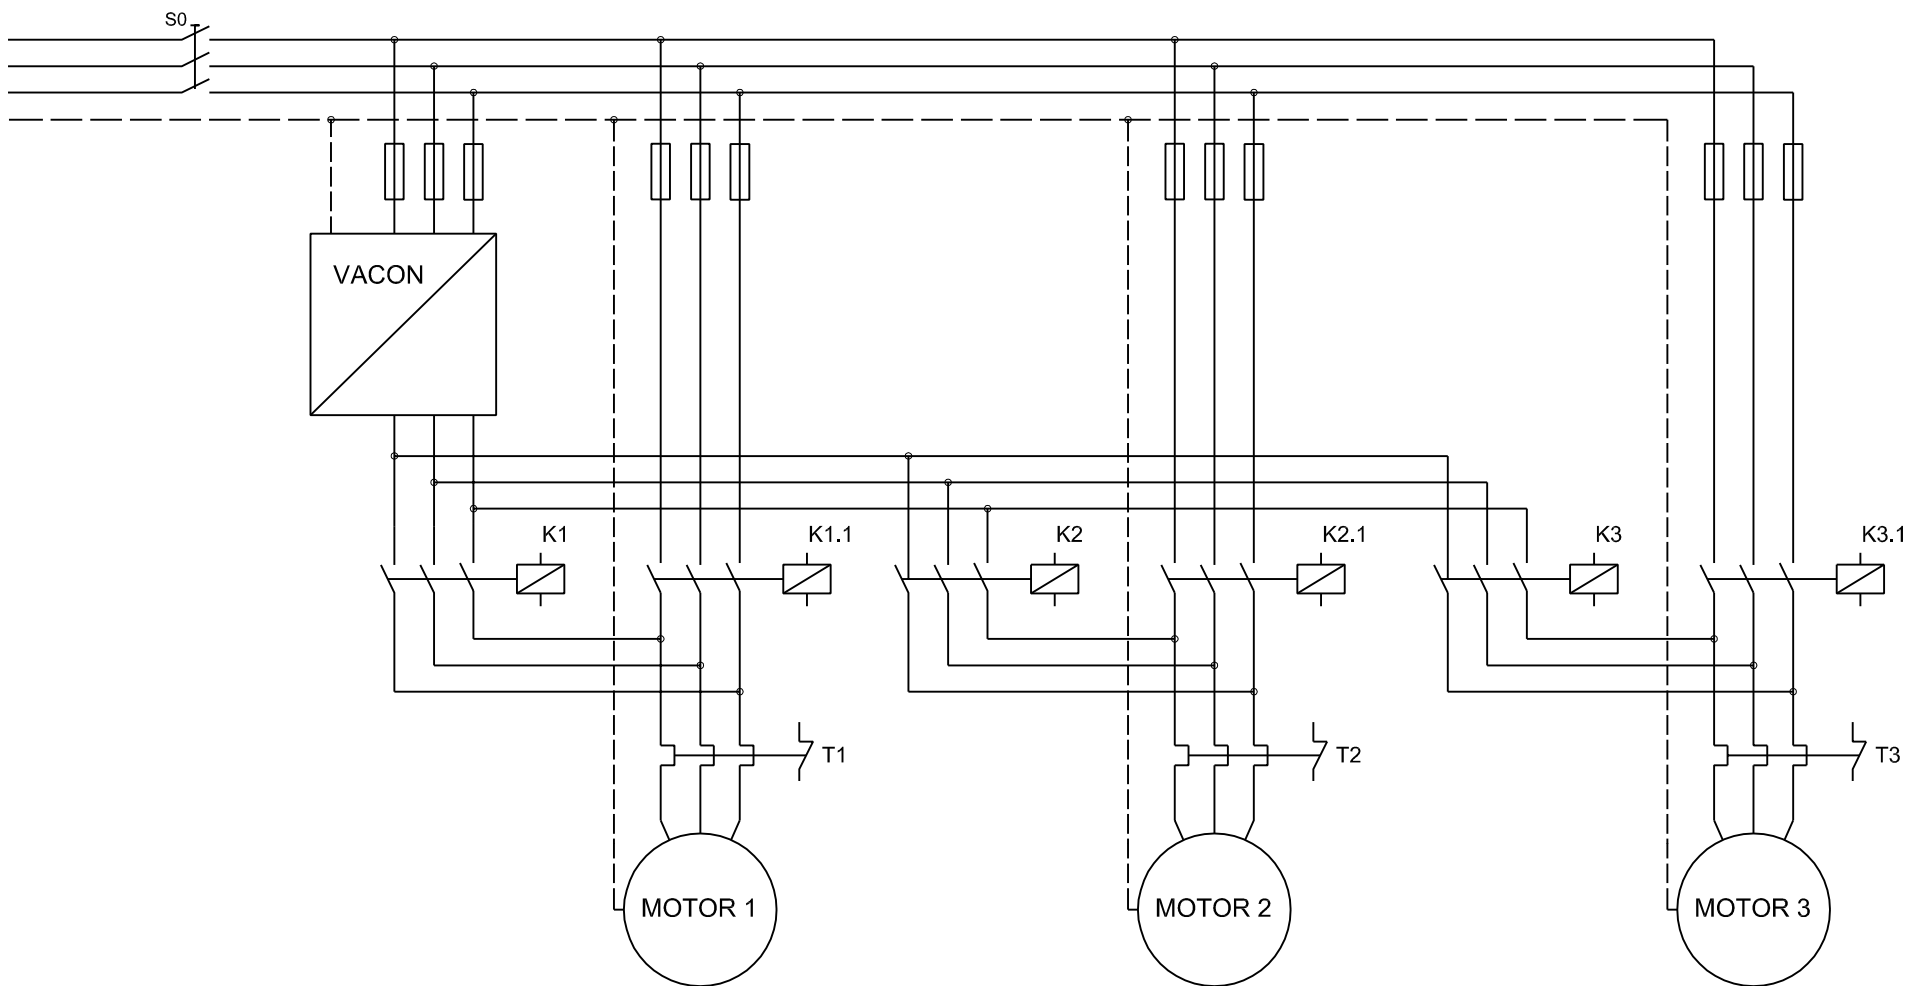 S0
VACON
K1
K1.1
K2
K2.1
K3
K3.1
T1
T2
T3
MOTOR 1
MOTOR 2
MOTOR 3